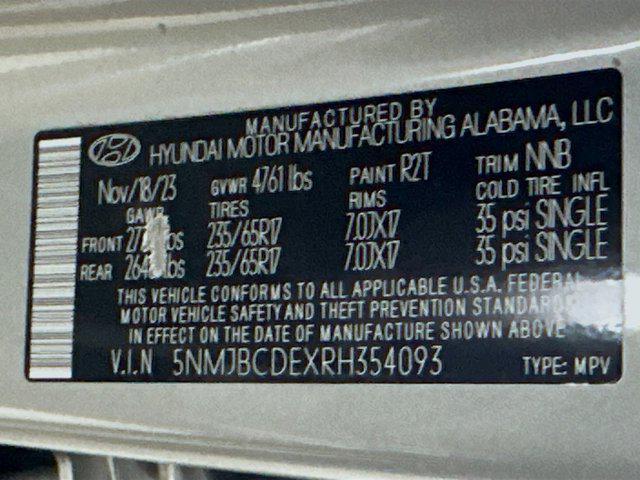 MANUFACTURED BY
HYUNDAI MOTOR MANUFACTURING ALABAMA, LLC
Nov/18/23 GVWR 4761 lbs PAINT R2T TRIM NNB
GAWR TIRES RIMS COLD TIRE INFL
FRONT lbs 235/65R17 7.0JX17 35 psi SINGLE
REAR lbs 235/65R17 7.0JX17 35 psi SINGLE
THIS VEHICLE CONFORMS TO ALL APPLICABLE U.S.A. FEDERAL
MOTOR VEHICLE SAFETY AND THEFT PREVENTION STANDARDS
IN EFFECT ON THE DATE OF MANUFACTURE SHOWN ABOVE
V.I.N 5NMJBCDEXRH354093 TYPE: MPV